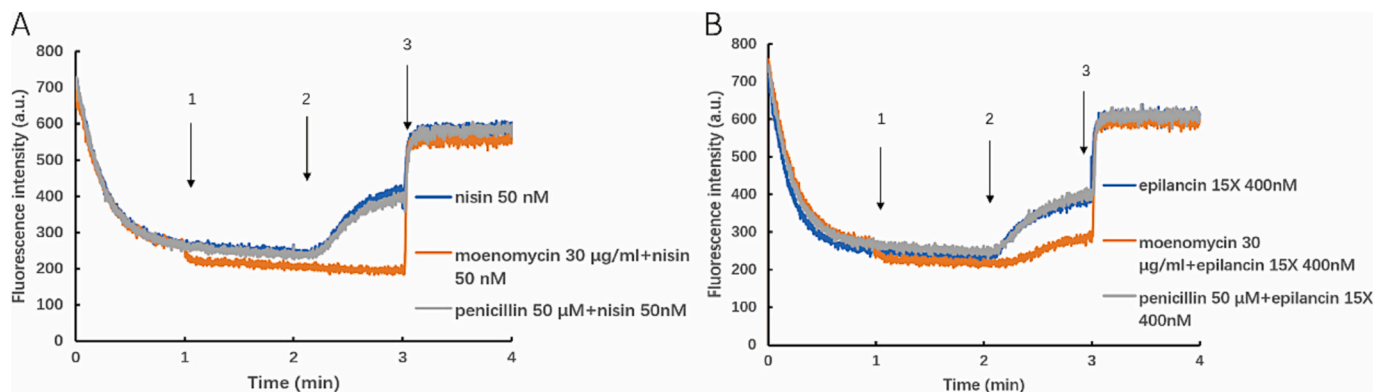 A
Fluorescence intensity (a.u.)
800
700
600
500
400
300
200
100
0
0
1
2
3
4
Time (min)
1
2
3
nisin 50 nM
moenomycin 30 µg/ml+nisin
50 nM
penicillin 50 µM+nisin 50nM
B
Fluorescence intensity (a.u.)
800
700
600
500
400
300
200
100
0
0
1
2
3
4
Time (min)
1
2
3
epilancin 15X 400nM
moenomycin 30
µg/ml+epilancin 15X 400nM
penicillin 50 µM+epilancin 15X
400nM